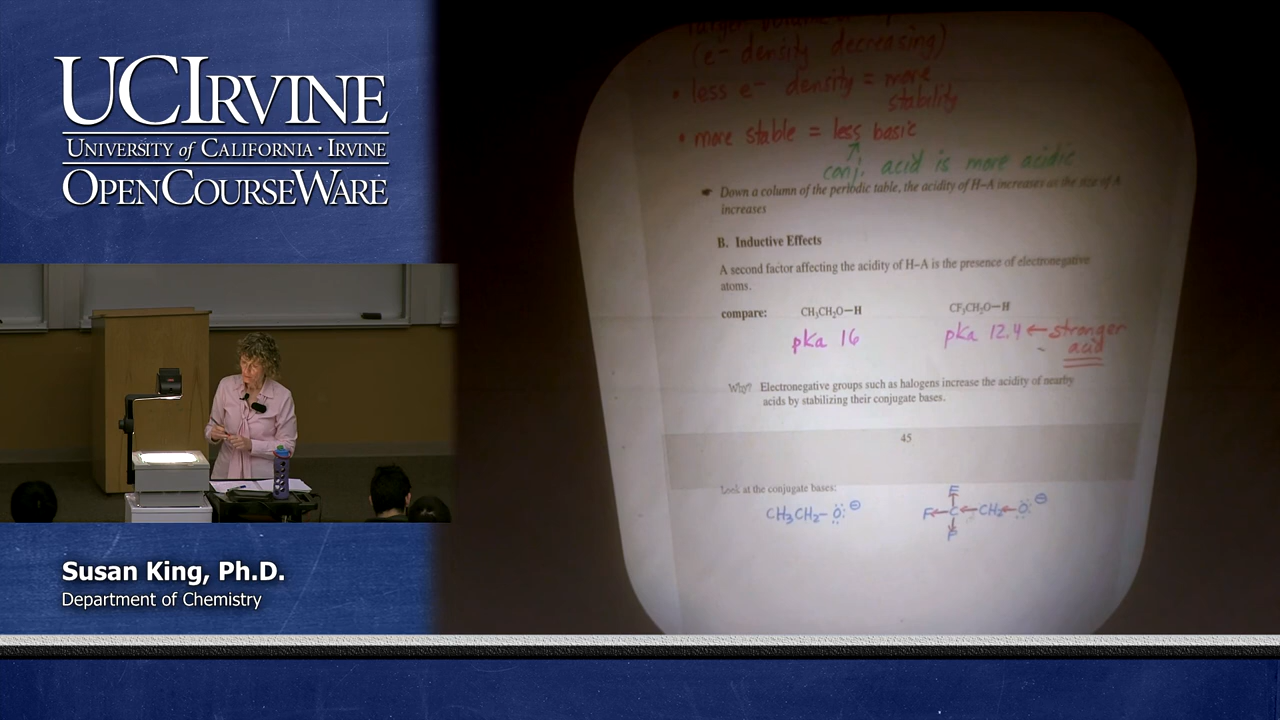 UCIRVINE
UNIVERSITY of CALIFORNIA · IRVINE
OPENCOURSEWARE
Susan King, Ph.D.
Department of Chemistry
larger volume
(e⁻ density decreasing)
• less e⁻ density = more
stability
• more stable = less basic
↑
conj. acid is more acidic
☛ Down a column of the periodic table, the acidity of H–A increases as the size of A
increases
B. Inductive Effects
A second factor affecting the acidity of H–A is the presence of electronegative
atoms.
compare: CH₃CH₂O–H CF₃CH₂O–H
pka 16 pka 12.4 ← stronger
acid
Why? Electronegative groups such as halogens increase the acidity of nearby
acids by stabilizing their conjugate bases.
45
Look at the conjugate bases:
F
CH₃CH₂–O:⊖ F←C←CH₂←O:⊖
F